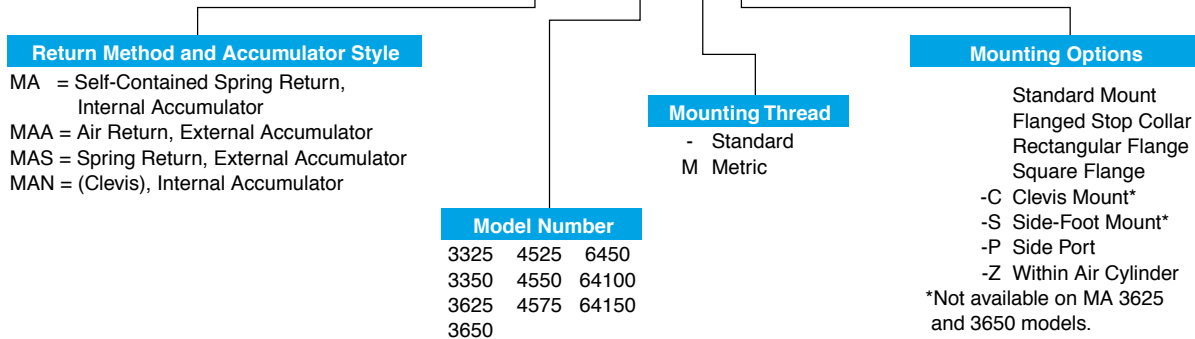 Return Method and Accumulator Style
MA = Self-Contained Spring Return,
Internal Accumulator
MAA = Air Return, External Accumulator
MAS = Spring Return, External Accumulator
MAN = (Clevis), Internal Accumulator
Model Number
3325 4525 6450
3350 4550 64100
3625 4575 64150
3650
Mounting Thread
- Standard
M Metric
Mounting Options
Standard Mount
Flanged Stop Collar
Rectangular Flange
Square Flange
-C Clevis Mount*
-S Side-Foot Mount*
-P Side Port
-Z Within Air Cylinder
*Not available on MA 3625
and 3650 models.